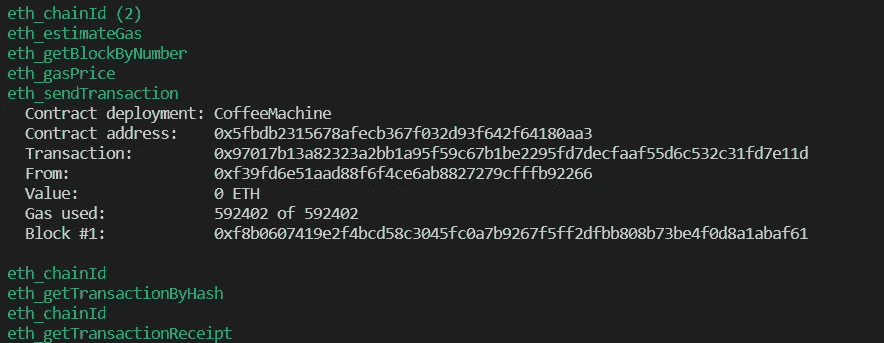 eth_chainId (2)
eth_estimateGas
eth_getBlockByNumber
eth_gasPrice
eth_sendTransaction
Contract deployment: CoffeeMachine
Contract address: 0x5fbdb2315678afecb367f032d93f642f64180aa3
Transaction: 0x97017b13a82323a2bb1a95f59c67b1be2295fd7decfaaf55d6c532c31fd7e11d
From: 0xf39fd6e51aad88f6f4ce6ab8827279cfffb92266
Value: 0 ETH
Gas used: 592402 of 592402
Block #1: 0xf8b0607419e2f4bcd58c3045fc0a7b9267f5ff2dfbb808b73be4f0d8a1abaf61
eth_chainId
eth_getTransactionByHash
eth_chainId
eth_getTransactionReceipt